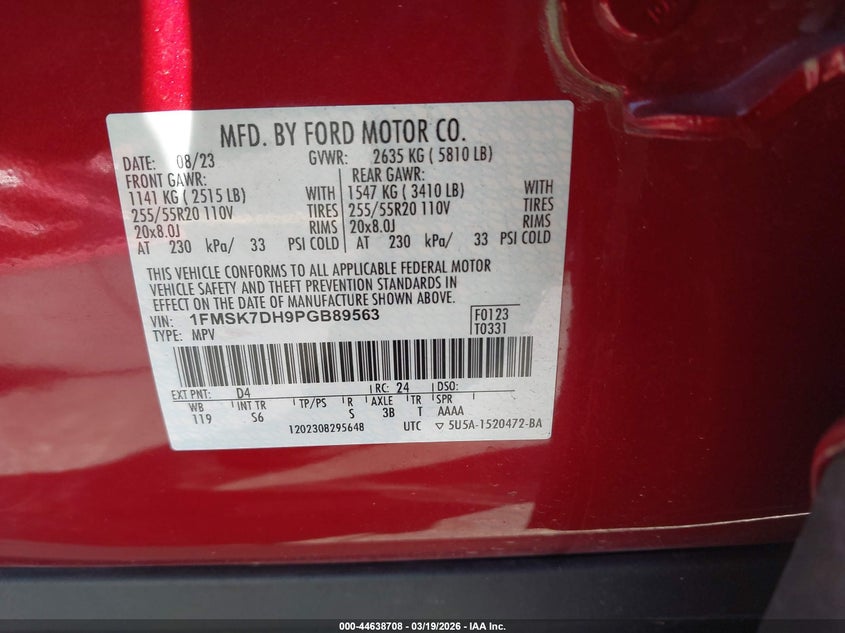 MFD. BY FORD MOTOR CO.
DATE: 08/23 GVWR: 2635 KG ( 5810 LB)
FRONT GAWR: REAR GAWR:
1141 KG ( 2515 LB) WITH 1547 KG ( 3410 LB) WITH
255/55R20 110V TIRES 255/55R20 110V TIRES
20x8.0J RIMS 20x8.0J RIMS
AT 230 kPa/ 33 PSI COLD AT 230 kPa/ 33 PSI COLD
THIS VEHICLE CONFORMS TO ALL APPLICABLE FEDERAL MOTOR
VEHICLE SAFETY AND THEFT PREVENTION STANDARDS IN
EFFECT ON THE DATE OF MANUFACTURE SHOWN ABOVE.
VIN: 1FMSK7DH9PGB89563 F0123
TYPE: MPV T0331
EXT PNT: D4 RC: 24 DSO:
WB INT TR TP/PS R AXLE TR SPR
119 S6 S 3B T AAAA
1202308295648 UTC ▽ 5U5A-1520472-BA
000-44638708 - 03/19/2026 - IAA Inc.